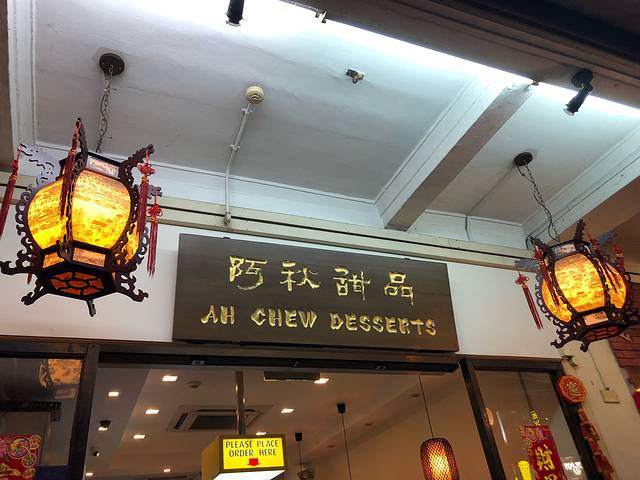 阿秋甜品
AH CHEW DESSERTS
PLEASE PLACE
ORDER HERE